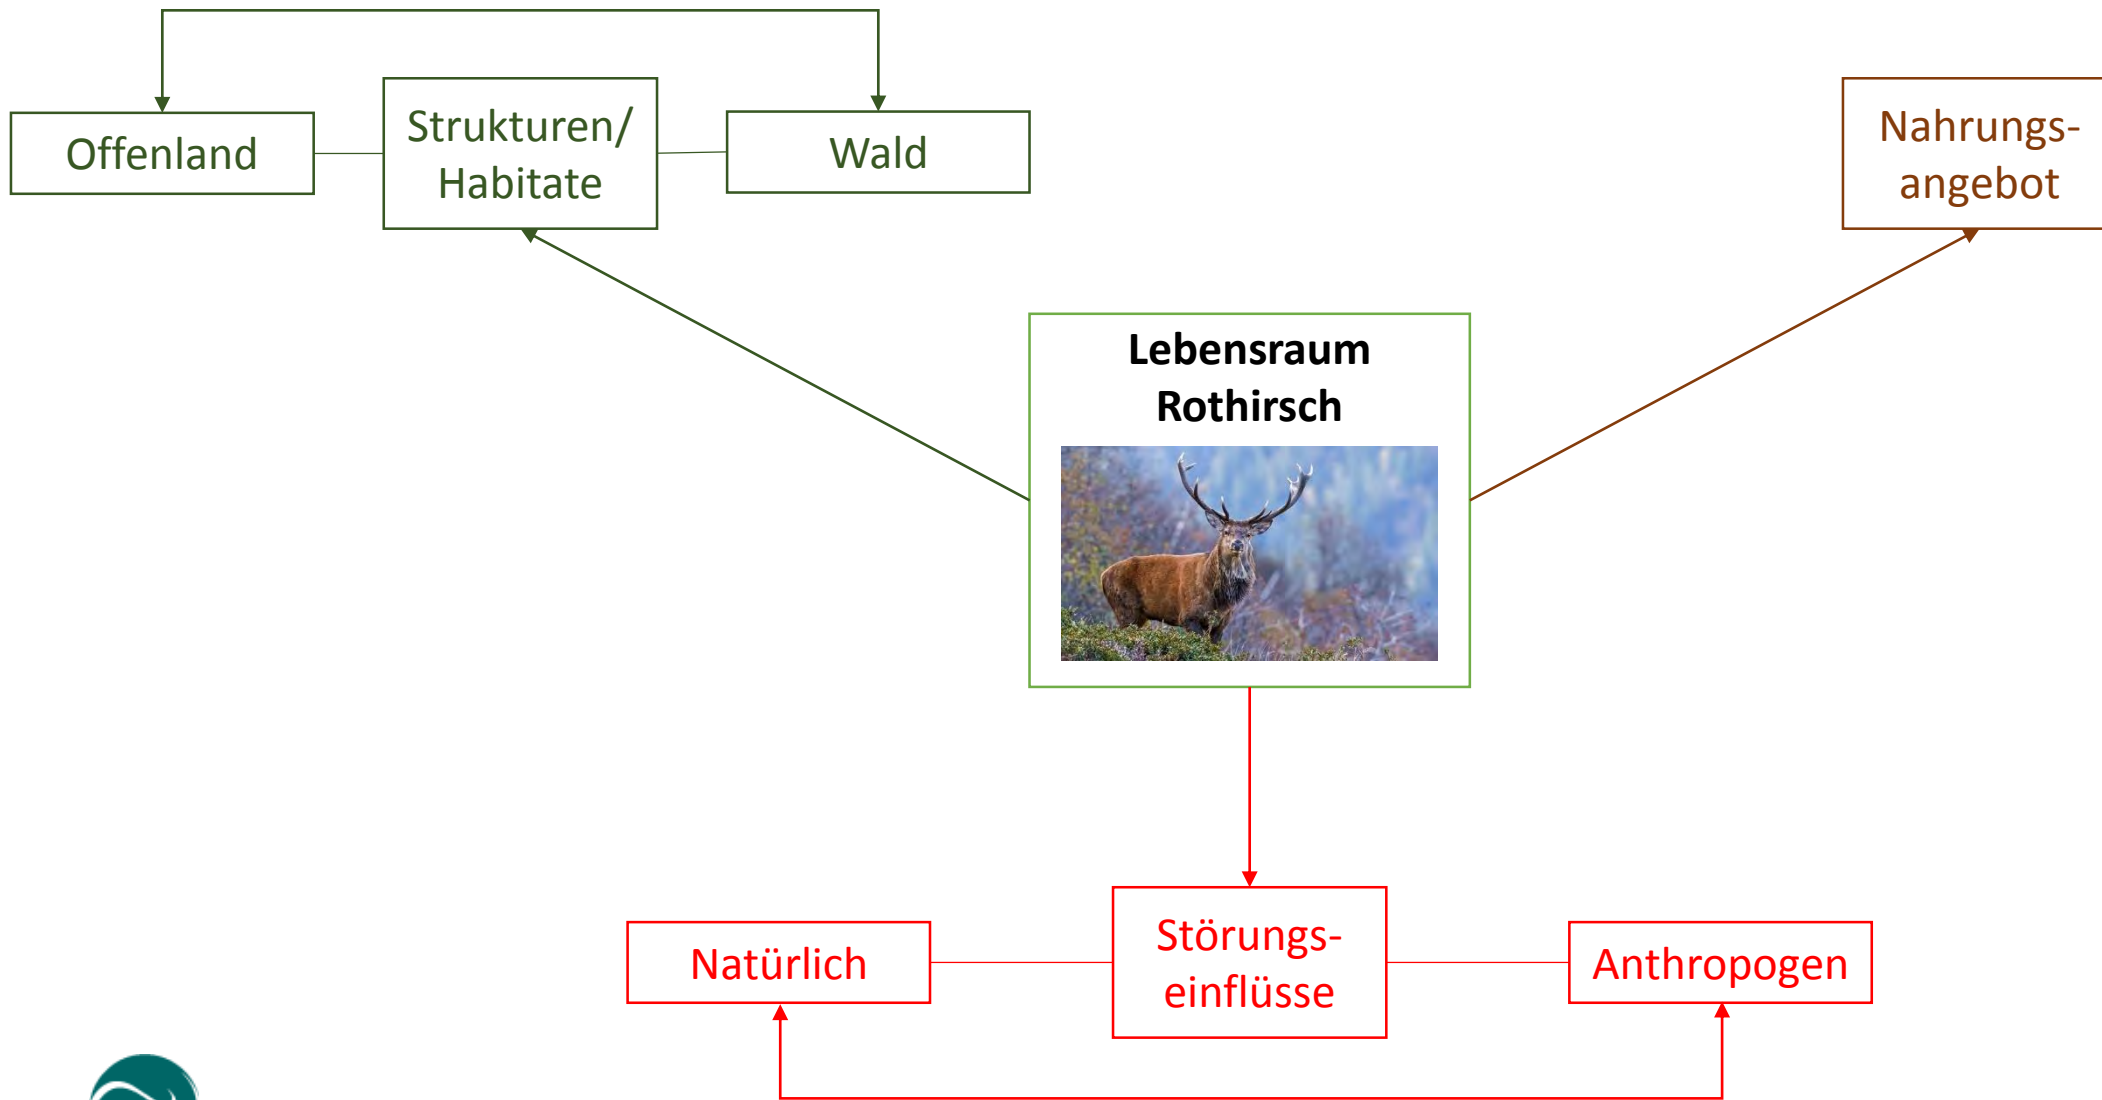 Offenland
Strukturen/
Habitate
Wald
Nahrungs-
angebot
Lebensraum
Rothirsch
Natürlich
Störungs-
einflüsse
Anthropogen